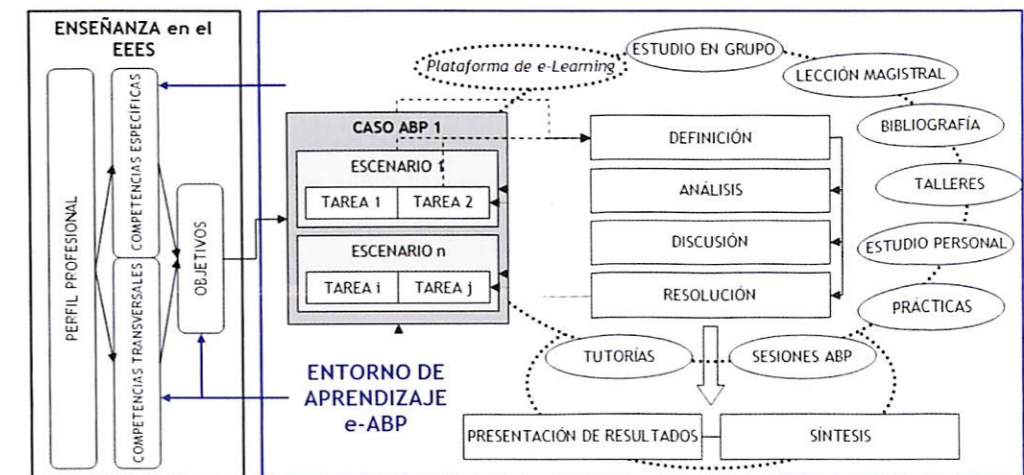 ENSEÑANZA en el
EEES
PERFIL PROFESIONAL
COMPETENCIAS ESPECIFICAS
COMPETENCIAS TRANSVERSALES
OBJETIVOS
CASO ABP 1
ESCENARIO 1
TAREA 1
TAREA 2
ESCENARIO n
TAREA i
TAREA j
ENTORNO DE
APRENDIZAJE
e-ABP
Plataforma de e-Learning
ESTUDIO EN GRUPO
LECCIÓN MAGISTRAL
BIBLIOGRAFÍA
TALLERES
ESTUDIO PERSONAL
PRÁCTICAS
DEFINICIÓN
ANÁLISIS
DISCUSIÓN
RESOLUCIÓN
TUTORÍAS
SESIONES ABP
PRESENTACIÓN DE RESULTADOS
SÍNTESIS